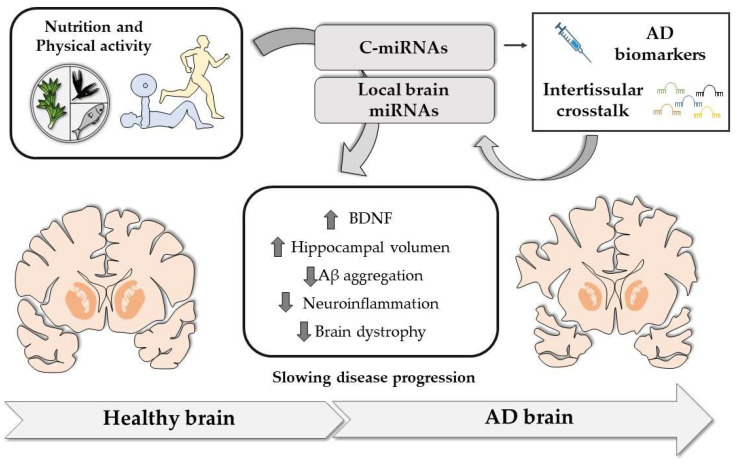 Nutrition and
Physical activity
C-miRNAs
Local brain
miRNAs
AD
biomarkers
Intertissular
crosstalk
BDNF
Hippocampal volumen
Aβ aggregation
Neuroinflammation
Brain dystrophy
Slowing disease progression
Healthy brain
AD brain